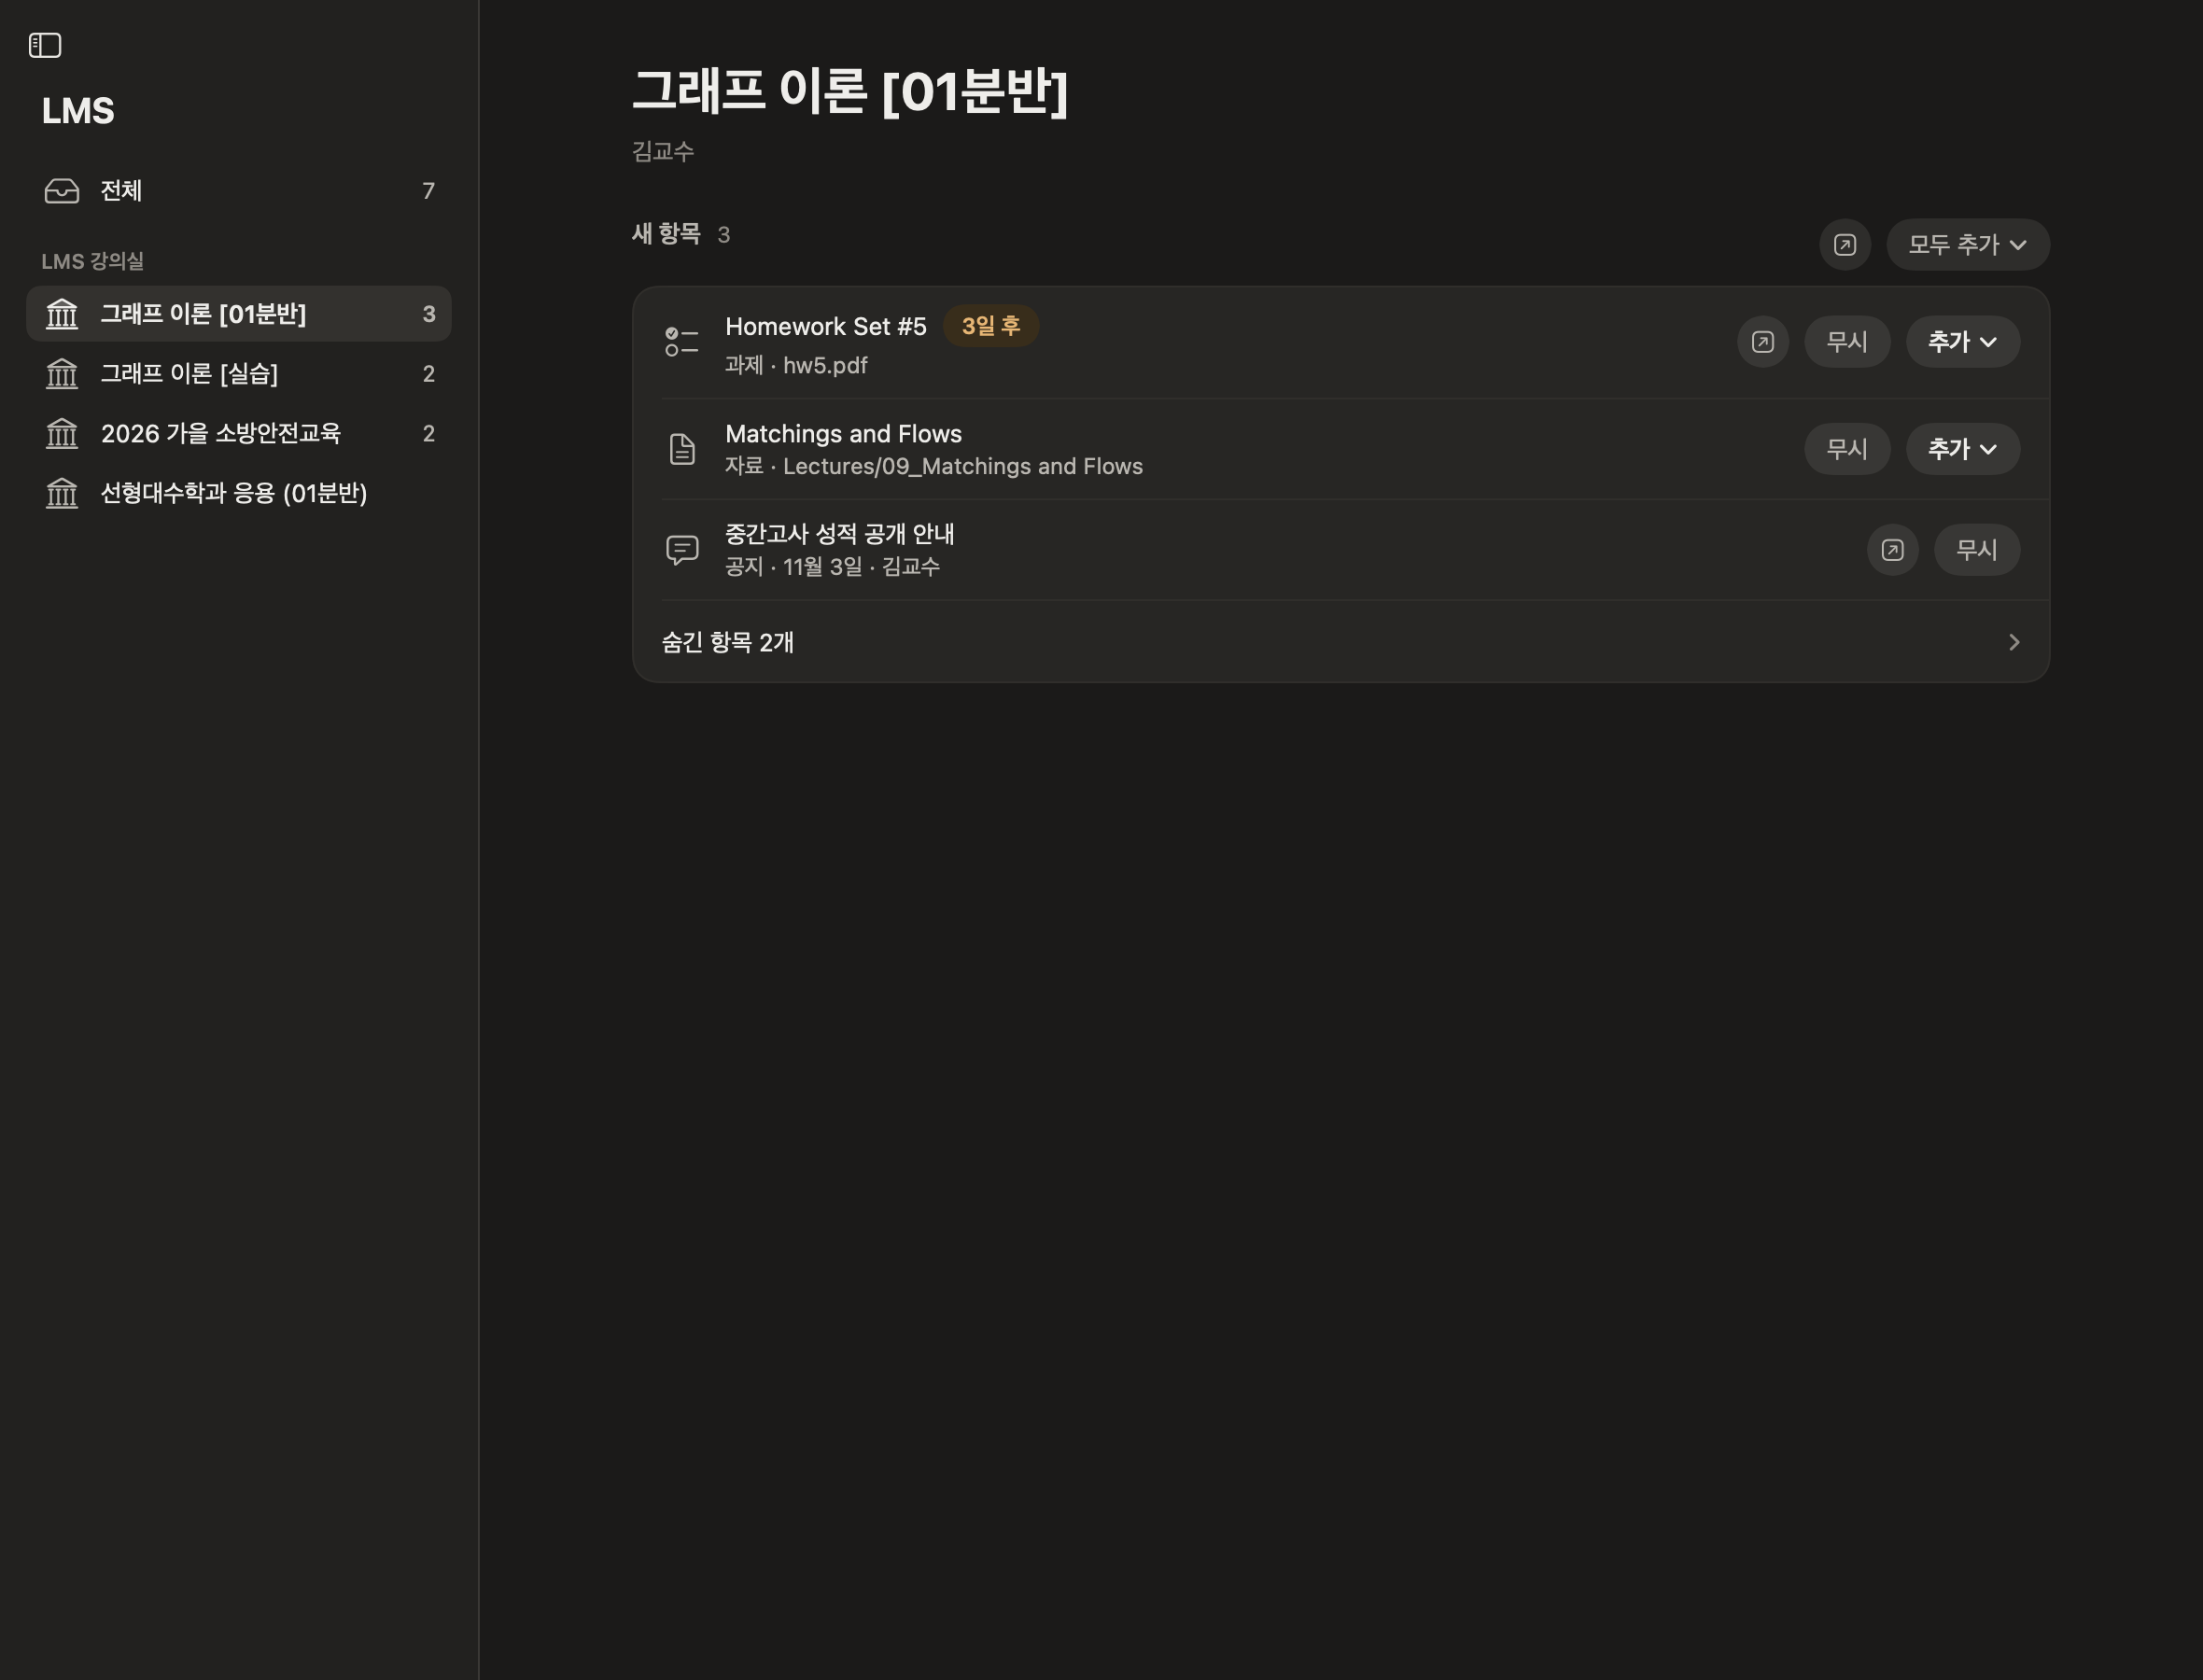 LMS
전체 7
LMS 강의실
그래프 이론 [01분반] 3
그래프 이론 [실습] 2
2026 가을 소방안전교육 2
선형대수학과 응용 (01분반)
그래프 이론 [01분반]
김교수
새 항목 3
모두 추가
Homework Set #5 3일 후
과제 · hw5.pdf
무시 추가
Matchings and Flows
자료 · Lectures/09_Matchings and Flows
무시 추가
중간고사 성적 공개 안내
공지 · 11월 3일 · 김교수
무시
숨긴 항목 2개